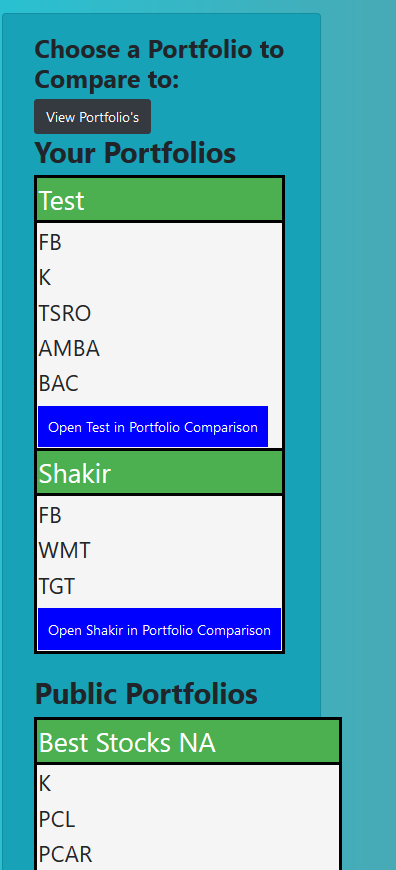 Choose a Portfolio to
Compare to:
View Portfolio's
Your Portfolios
Test
FB
K
TSRO
AMBA
BAC
Open Test in Portfolio Comparison
Shakir
FB
WMT
TGT
Open Shakir in Portfolio Comparison
Public Portfolios
Best Stocks NA
K
PCL
PCAR